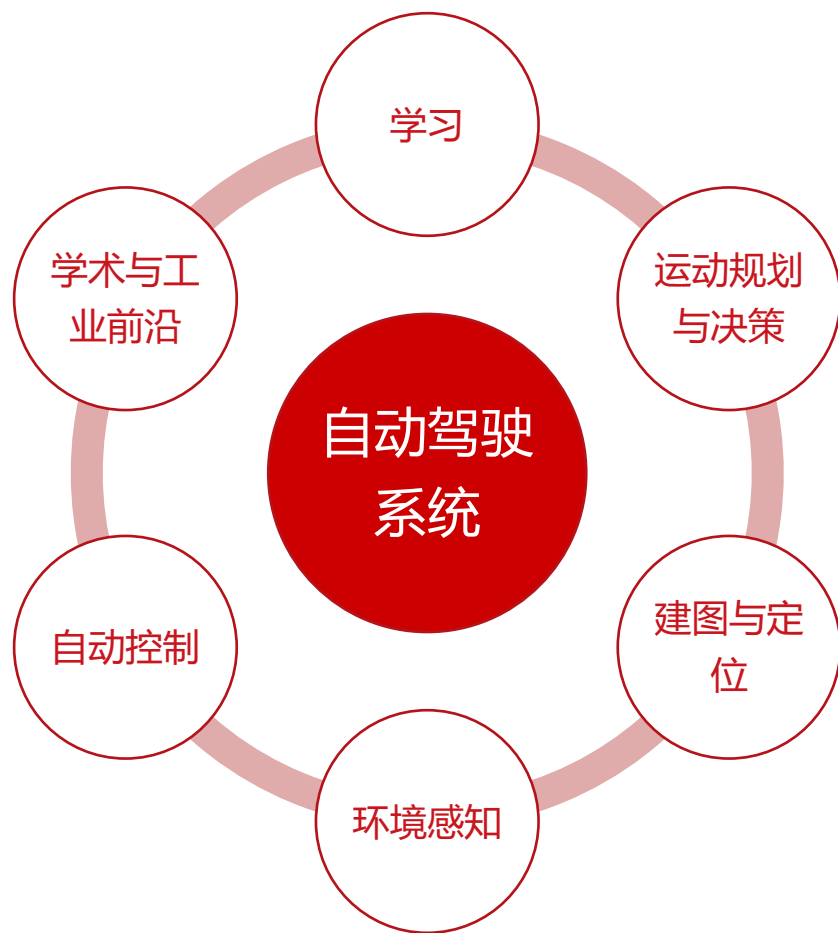 学习
学术与工
业前沿
运动规划
与决策
自动驾驶
系统
自动控制
建图与定
位
环境感知